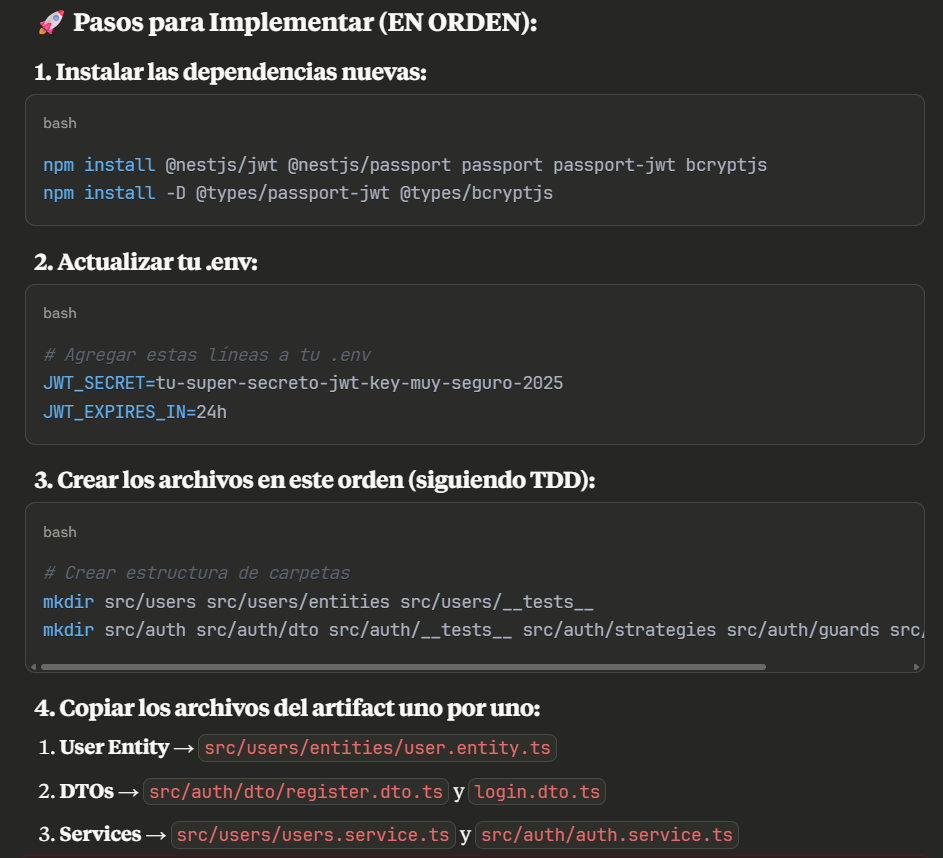 🚀 Pasos para Implementar (EN ORDEN):
1. Instalar las dependencias nuevas:
bash
npm install @nestjs/jwt @nestjs/passport passport passport-jwt bcryptjs
npm install -D @types/passport-jwt @types/bcryptjs
2. Actualizar tu .env:
bash
# Agregar estas líneas a tu .env
JWT_SECRET=tu-super-secreto-jwt-key-muy-seguro-2025
JWT_EXPIRES_IN=24h
3. Crear los archivos en este orden (siguiendo TDD):
bash
# Crear estructura de carpetas
mkdir src/users src/users/entities src/users/__tests__
mkdir src/auth src/auth/dto src/auth/__tests__ src/auth/strategies src/auth/guards src/
4. Copiar los archivos del artifact uno por uno:
1. User Entity → src/users/entities/user.entity.ts
2. DTOs → src/auth/dto/register.dto.ts y login.dto.ts
3. Services → src/users/users.service.ts y src/auth/auth.service.ts